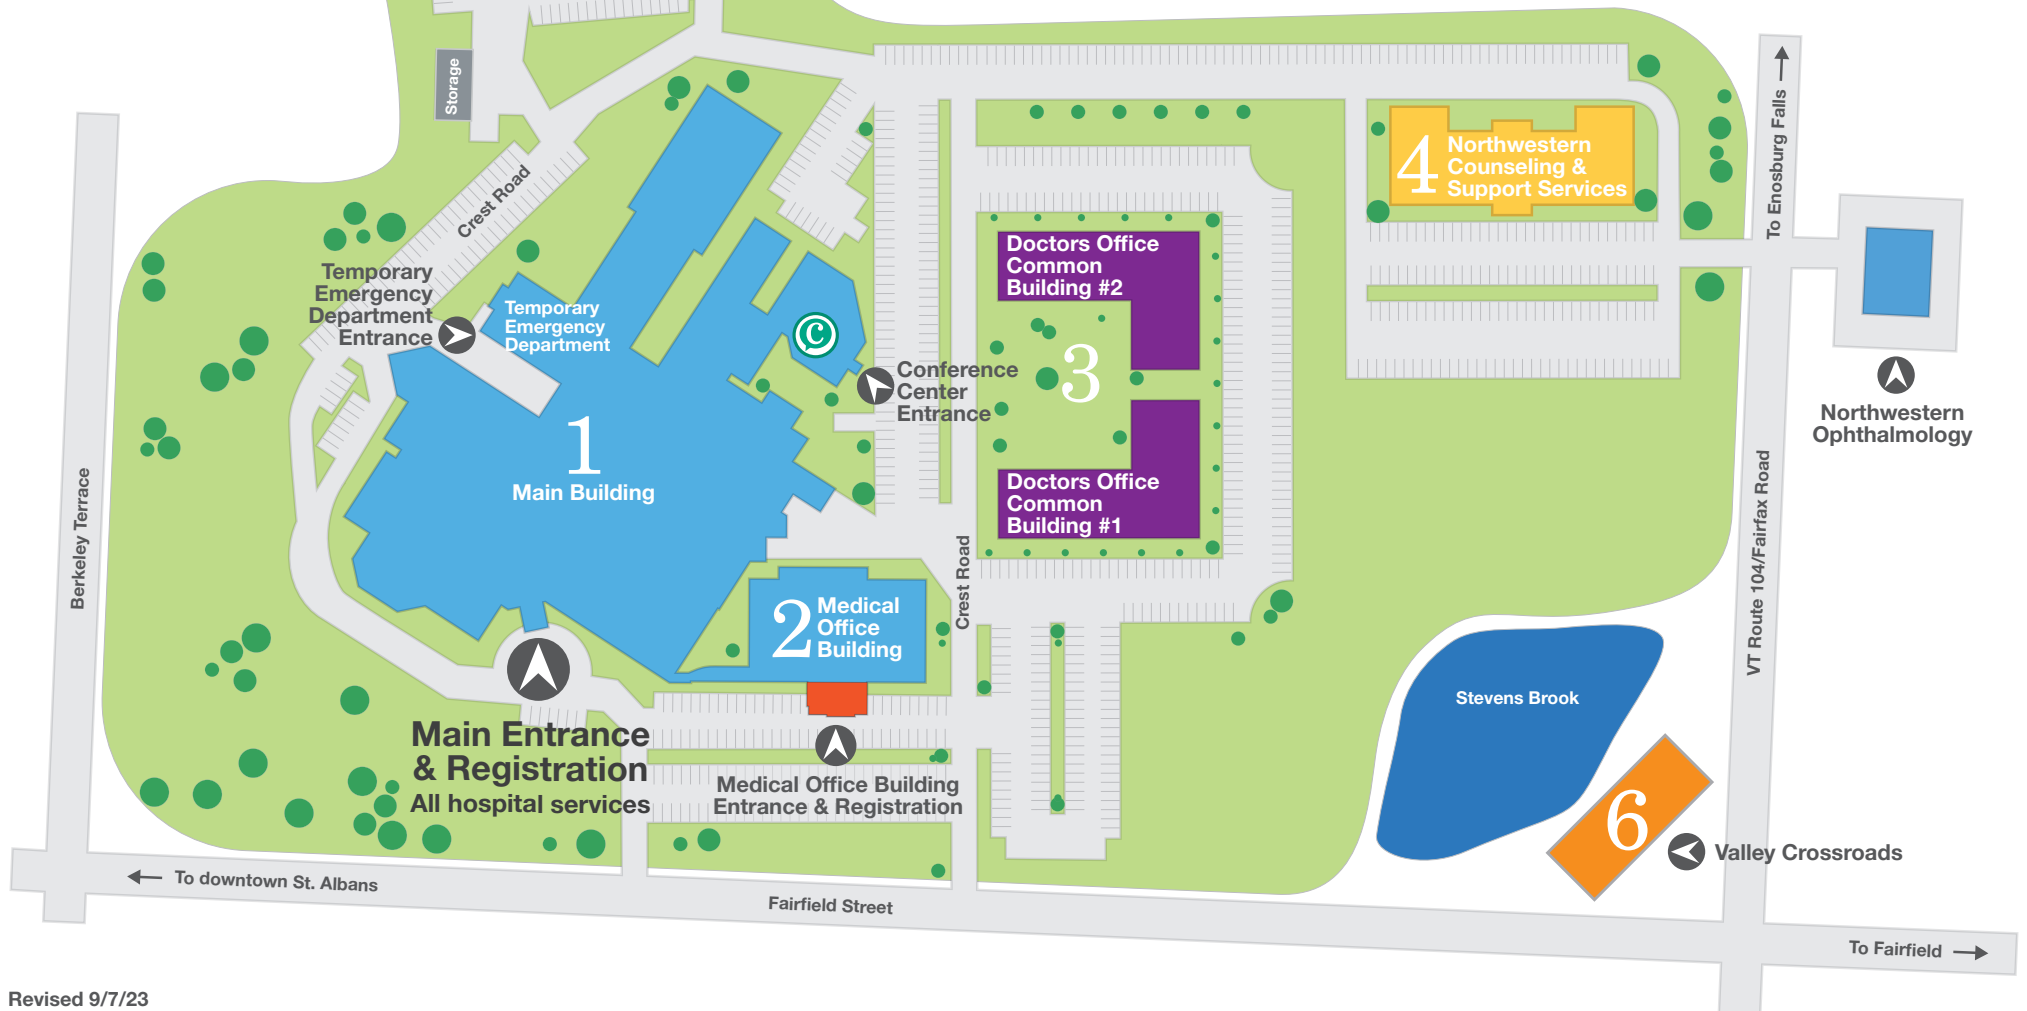 Storage
To Enosburg Falls
4
Northwestern
Counseling &
Support Services
Crest Road
Temporary
Emergency
Department
Entrance
Temporary
Emergency
Department
C
Doctors Office
Common
Building #2
3
Conference
Center
Entrance
Northwestern
Ophthalmology
1
Main Building
Doctors Office
Common
Building #1
Berkeley Terrace
Crest Road
VT Route 104/Fairfax Road
2
Medical
Office
Building
Stevens Brook
Main Entrance
& Registration
All hospital services
Medical Office Building
Entrance & Registration
6
Valley Crossroads
To downtown St. Albans
Fairfield Street
To Fairfield
Revised 9/7/23